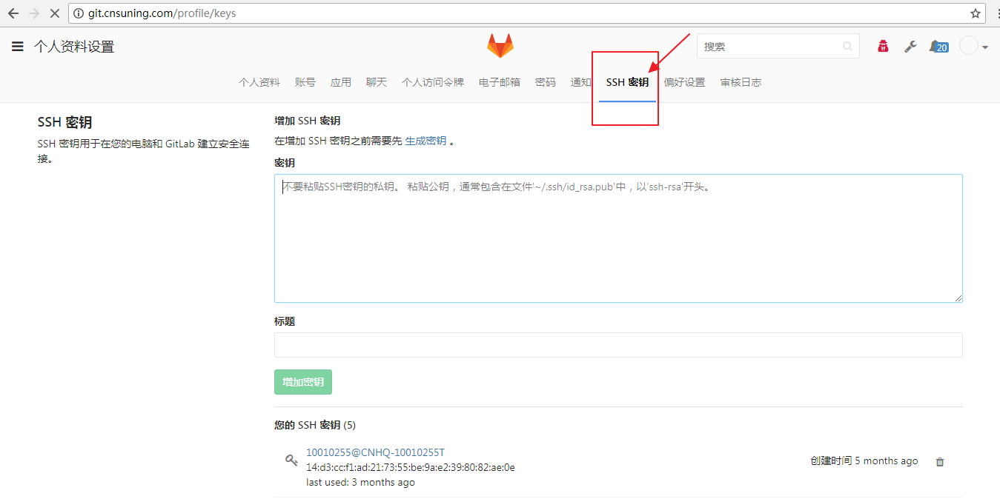 git.cnsuning.com/profile/keys
个人资料设置
搜索
20
个人资料 账号 应用 聊天 个人访问令牌 电子邮箱 密码 通知 SSH 密钥 偏好设置 审核日志
SSH 密钥
SSH 密钥用于在您的电脑和 GitLab 建立安全连
接。
增加 SSH 密钥
在增加 SSH 密钥之前需要先 生成密钥 。
密钥
不要粘贴SSH密钥的私钥。 粘贴公钥，通常包含在文件'~/.ssh/id_rsa.pub'中，以'ssh-rsa'开头。
标题
增加密钥
您的 SSH 密钥 (5)
10010255@CNHQ-10010255T
14:d3:cc:f1:ad:21:73:55:be:9a:e2:39:80:82:ae:0e
last used: 3 months ago
创建时间 5 months ago